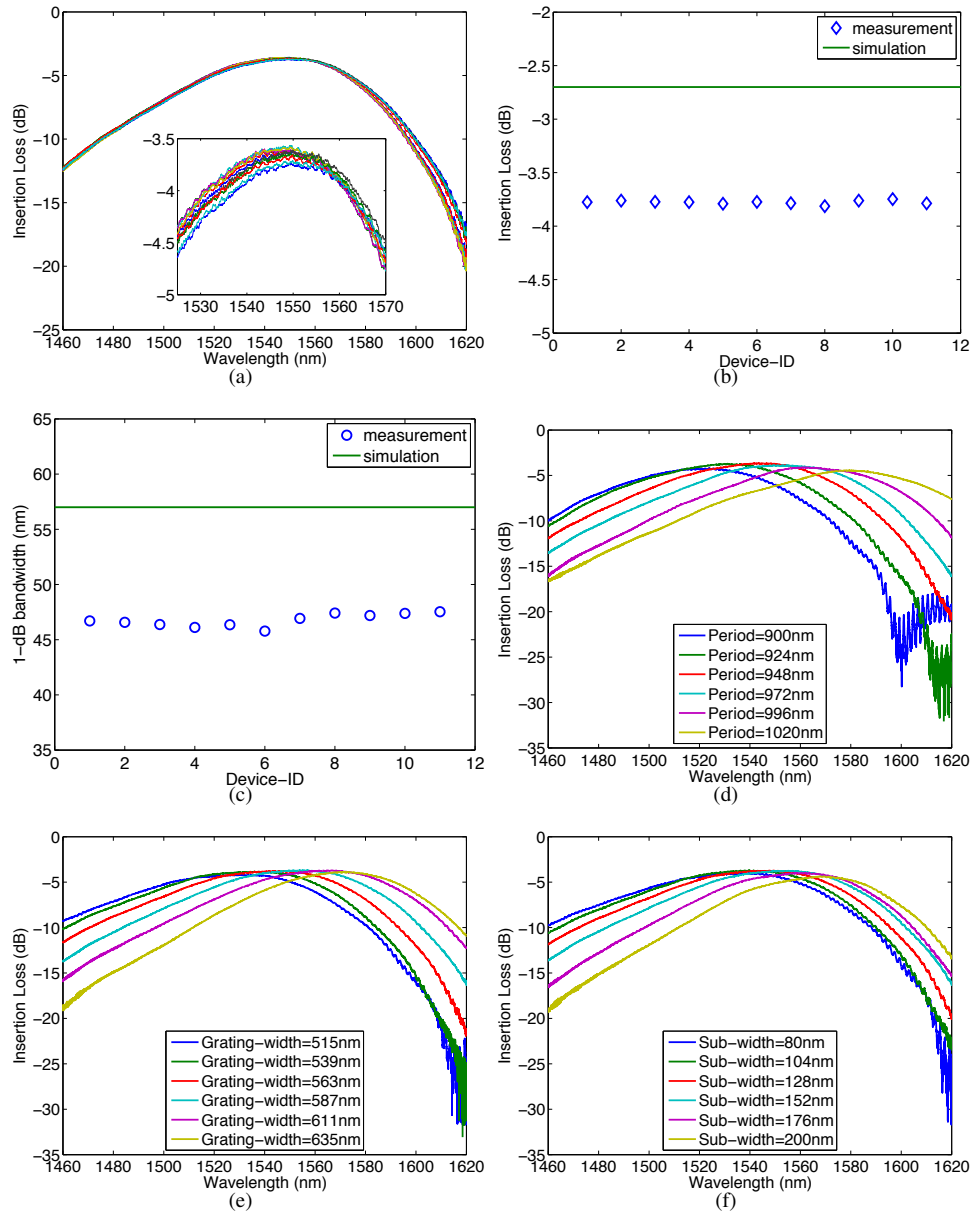 0
−5
−10
−15
−20
−25
Insertion Loss (dB)
1460 1480 1500 1520 1540 1560 1580 1600 1620
Wavelength (nm)
−3.5
−4
−4.5
−5
1530 1540 1550 1560 1570
(a)
−2
−2.5
−3
−3.5
−4
−4.5
−5
Insertion Loss (dB)
0 2 4 6 8 10 12
Device−ID
measurement
simulation
(b)
65
60
55
50
45
40
35
1−dB bandwidth (nm)
0 2 4 6 8 10 12
Device−ID
measurement
simulation
(c)
0
−5
−10
−15
−20
−25
−30
−35
Insertion Loss (dB)
Period=900nm
Period=924nm
Period=948nm
Period=972nm
Period=996nm
Period=1020nm
1460 1480 1500 1520 1540 1560 1580 1600 1620
Wavelength (nm)
(d)
0
−5
−10
−15
−20
−25
−30
−35
Insertion Loss (dB)
Grating−width=515nm
Grating−width=539nm
Grating−width=563nm
Grating−width=587nm
Grating−width=611nm
Grating−width=635nm
1460 1480 1500 1520 1540 1560 1580 1600 1620
Wavelength (nm)
(e)
0
−5
−10
−15
−20
−25
−30
−35
Insertion Loss (dB)
Sub−width=80nm
Sub−width=104nm
Sub−width=128nm
Sub−width=152nm
Sub−width=176nm
Sub−width=200nm
1460 1480 1500 1520 1540 1560 1580 1600 1620
Wavelength (nm)
(f)